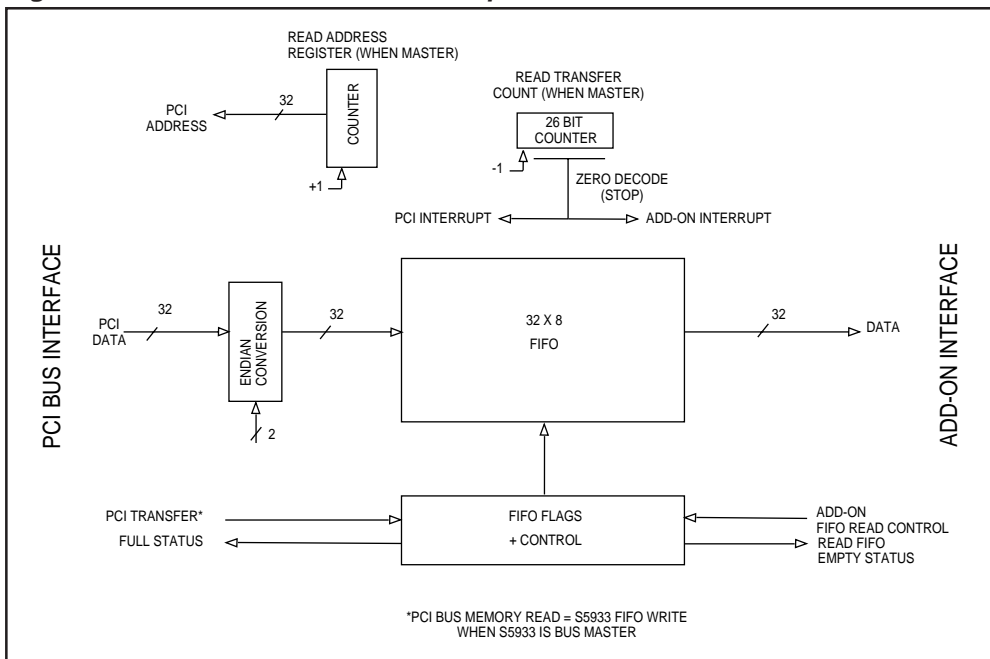 READ ADDRESS
REGISTER (WHEN MASTER)
32
PCI
ADDRESS
COUNTER
+1
READ TRANSFER
COUNT (WHEN MASTER)
26 BIT
COUNTER
-1
ZERO DECODE
(STOP)
PCI INTERRUPT
ADD-ON INTERRUPT
PCI BUS INTERFACE
PCI
DATA
32
ENDIAN
CONVERSION
2
32
32 X 8
FIFO
32
DATA
ADD-ON INTERFACE
PCI TRANSFER*
FULL STATUS
FIFO FLAGS
+ CONTROL
ADD-ON
FIFO READ CONTROL
READ FIFO
EMPTY STATUS
*PCI BUS MEMORY READ = S5933 FIFO WRITE
WHEN S5933 IS BUS MASTER